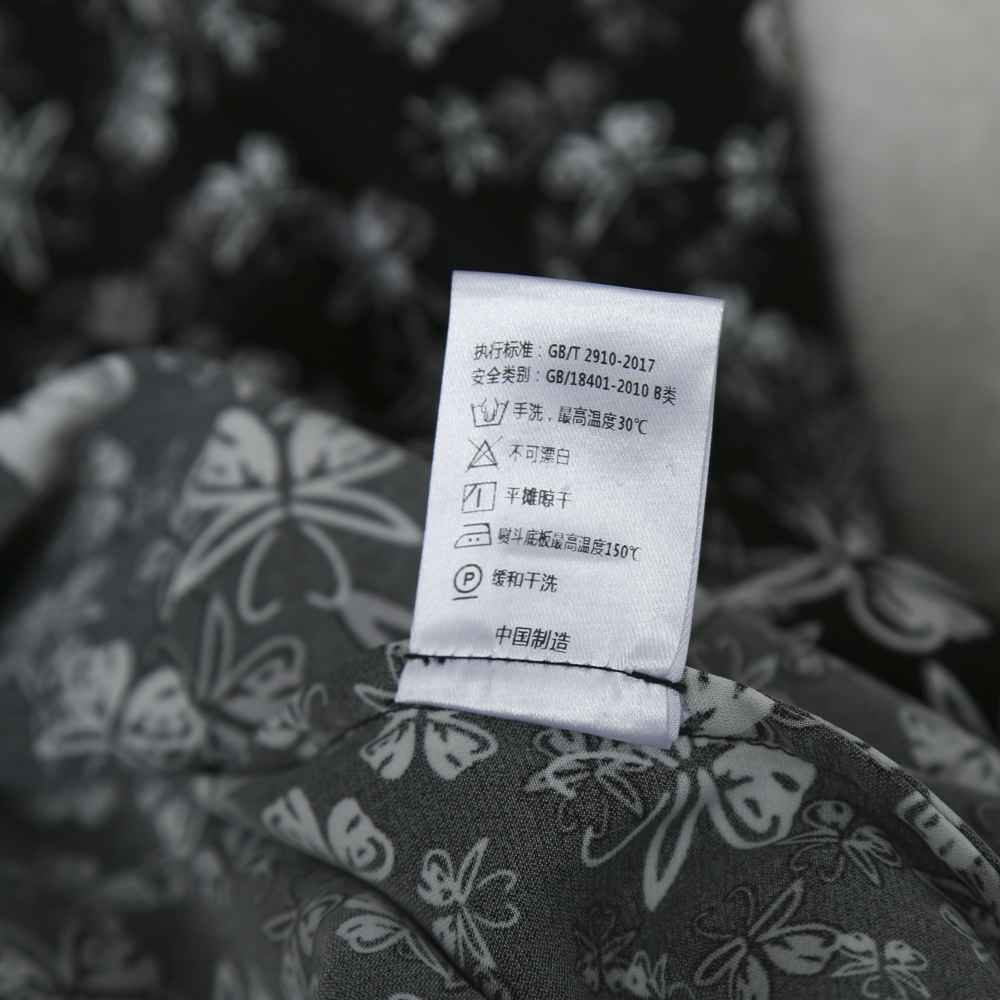 执行标准：GB/T 2910-2017
安全类别：GB/18401-2010 B类
手洗，最高温度30℃
不可漂白
平摊晾干
熨斗底板最高温度150℃
P 缓和干洗
中国制造